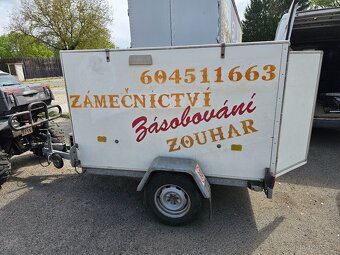 604511663
ZÁMEČNICTVÍ
Zásobování
ZOUHAR